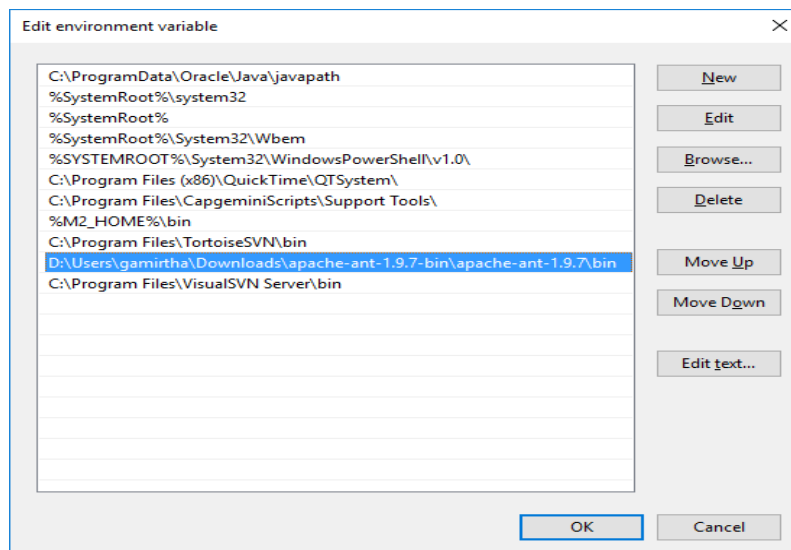 Edit environment variable
C:\ProgramData\Oracle\Java\javapath
%SystemRoot%\system32
%SystemRoot%
%SystemRoot%\System32\Wbem
%SYSTEMROOT%\System32\WindowsPowerShell\v1.0\
C:\Program Files (x86)\QuickTime\QTSystem\
C:\Program Files\CapgeminiScripts\Support Tools\
%M2_HOME%\bin
C:\Program Files\TortoiseSVN\bin
D:\Users\gamirtha\Downloads\apache-ant-1.9.7-bin\apache-ant-1.9.7\bin
C:\Program Files\VisualSVN Server\bin
New
Edit
Browse...
Delete
Move Up
Move Down
Edit text...
OK
Cancel